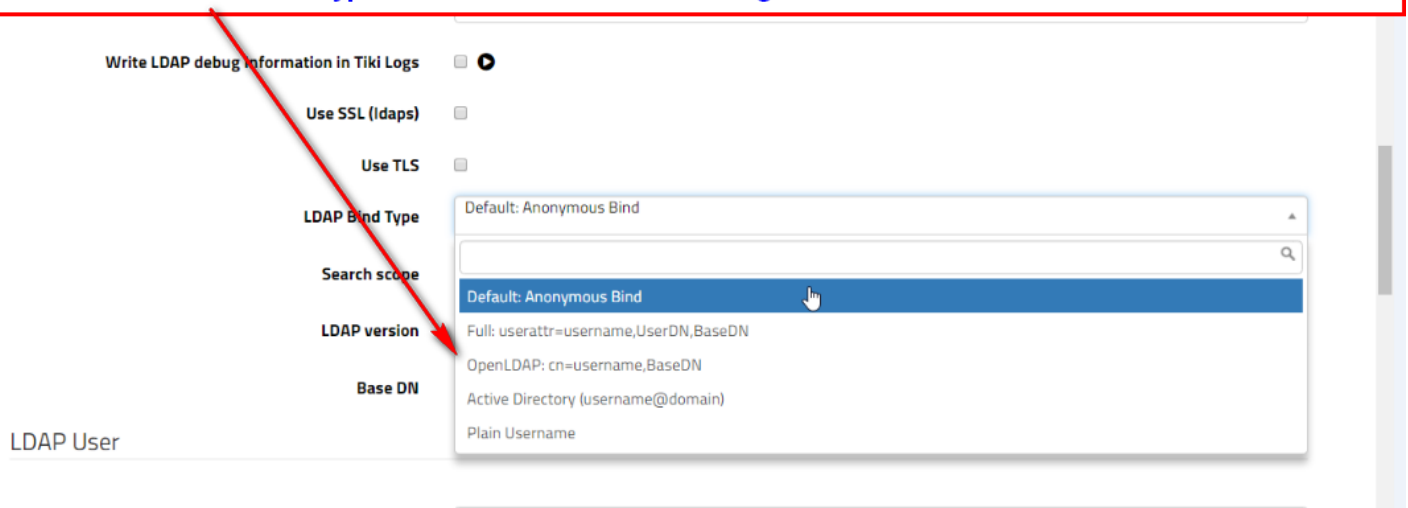 Write LDAP debug information in Tiki Logs
Use SSL (ldaps)
Use TLS
LDAP Bind Type
Default: Anonymous Bind
Search scope
Default: Anonymous Bind
LDAP version
Full: userattr=username,UserDN,BaseDN
OpenLDAP: cn=username,BaseDN
Base DN
Active Directory (username@domain)
Plain Username
LDAP User